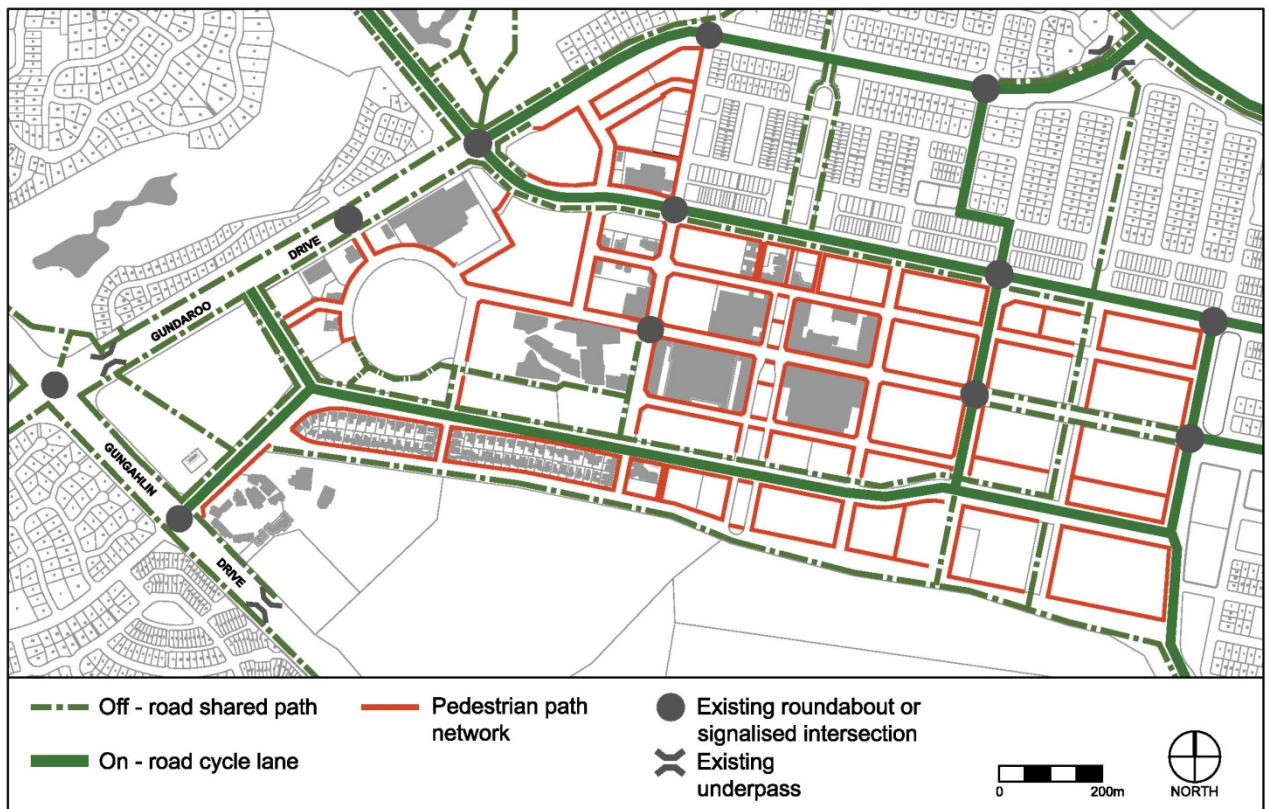 GUNDAROO
DRIVE
GUNGAHLIN
DRIVE
Off - road shared path
On - road cycle lane
Pedestrian path
network
Existing roundabout or
signalised intersection
Existing
underpass
0
200m
NORTH